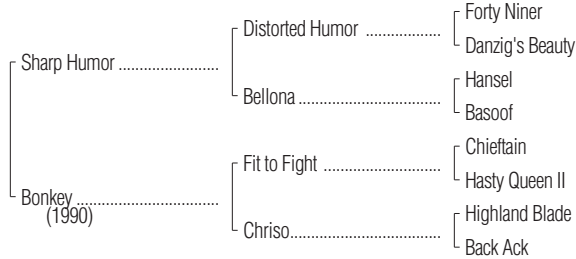 Forty Niner
Distorted Humor ..................
Danzig's Beauty
Sharp Humor ........................
Hansel
Bellona ..................................
Basoof
Chieftain
Fit to Fight ............................
Hasty Queen II
Bonkey ..................................
(1990)
Highland Blade
Chriso....................................
Back Ack